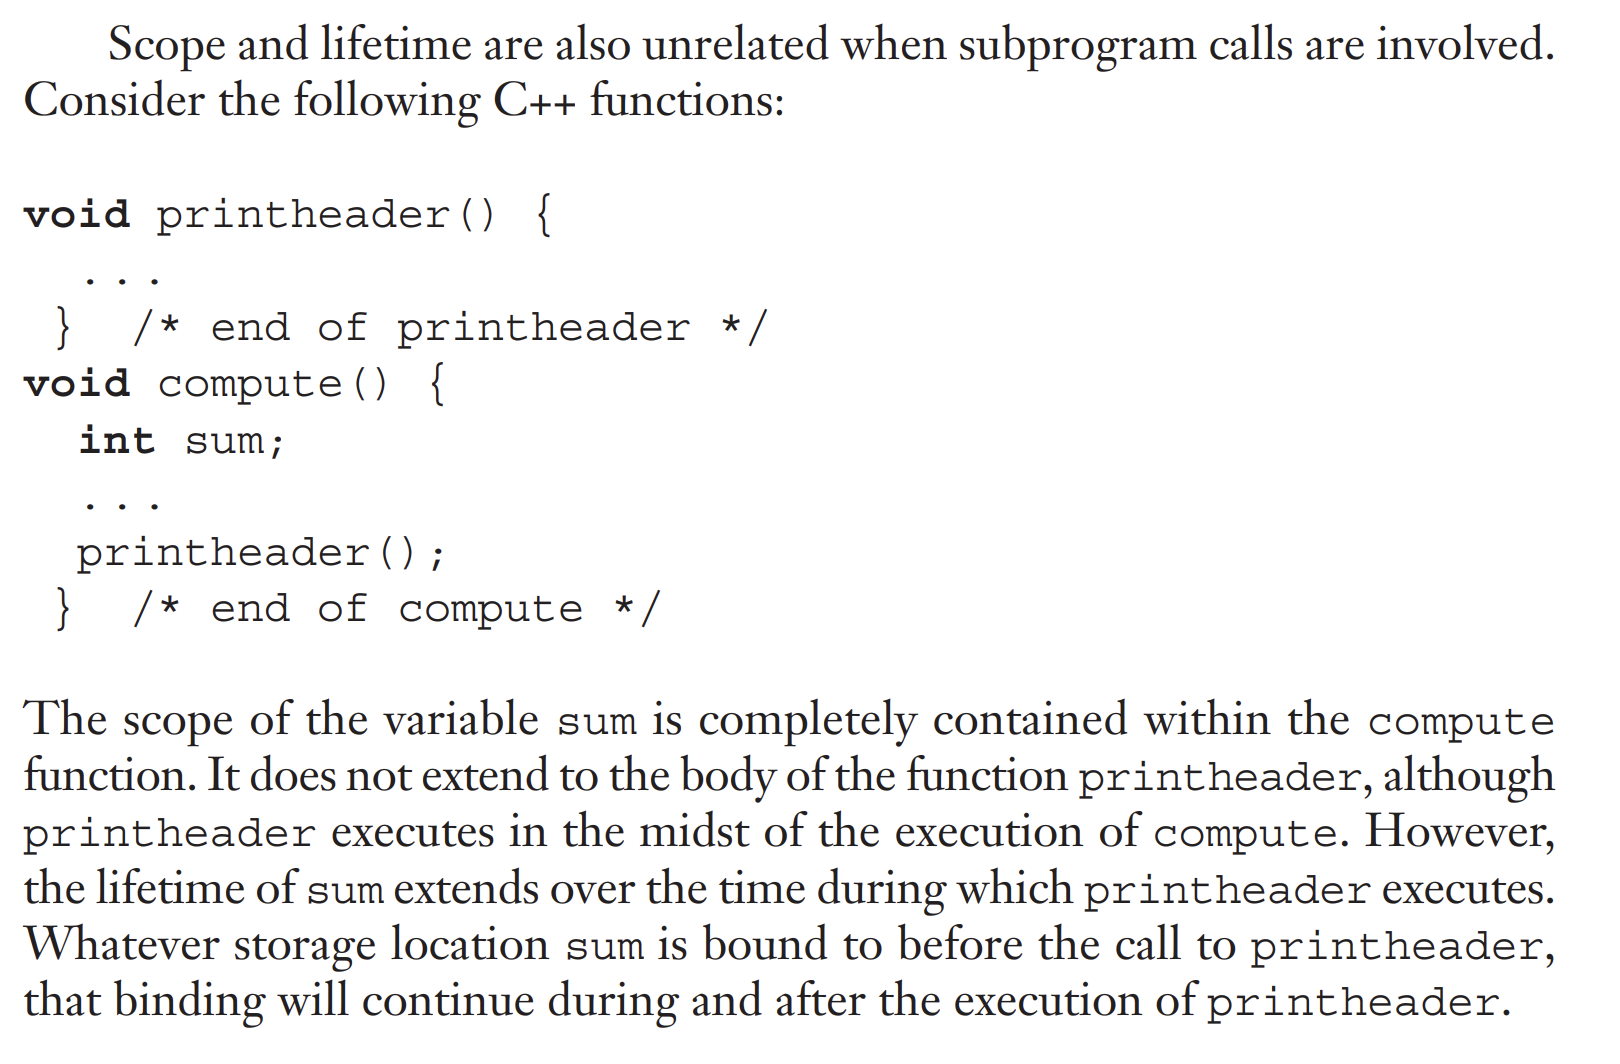 Scope and lifetime are also unrelated when subprogram calls are involved.
Consider the following C++ functions:
void printheader() {
...
} /* end of printheader */
void compute() {
int sum;
...
printheader();
} /* end of compute */
The scope of the variable sum is completely contained within the compute
function. It does not extend to the body of the function printheader, although
printheader executes in the midst of the execution of compute. However,
the lifetime of sum extends over the time during which printheader executes.
Whatever storage location sum is bound to before the call to printheader,
that binding will continue during and after the execution of printheader.